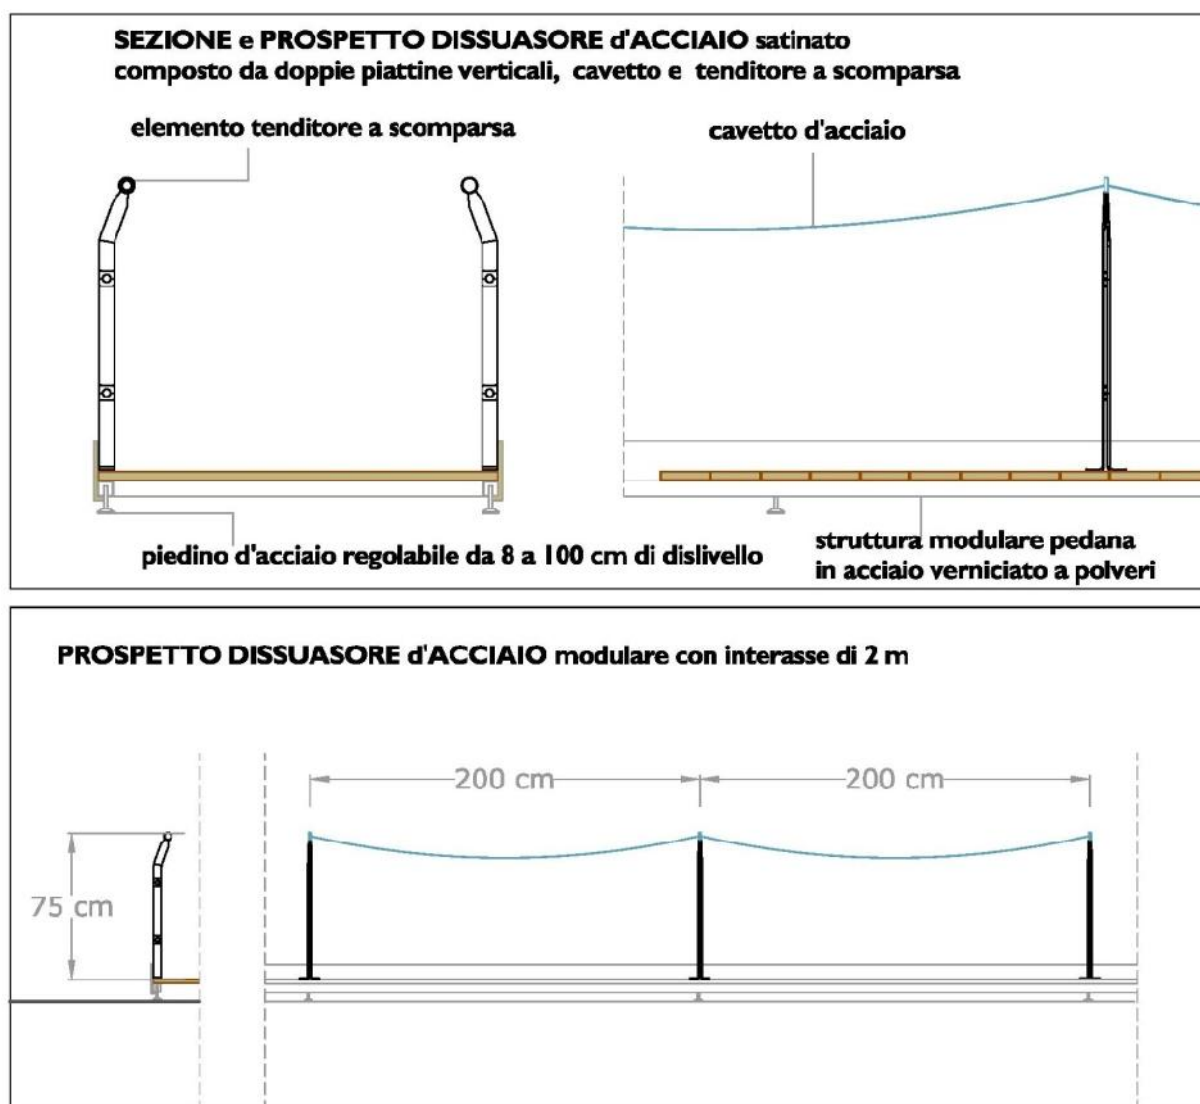 SEZIONE e PROSPETTO DISSUASORE d'ACCIAIO satinato
composto da doppie piattine verticali, cavetto e tenditore a scomparsa
elemento tenditore a scomparsa
cavetto d'acciaio
piedino d'acciaio regolabile da 8 a 100 cm di dislivello
struttura modulare pedana
in acciaio verniciato a polveri
PROSPETTO DISSUASORE d'ACCIAIO modulare con interasse di 2 m
200 cm
200 cm
75 cm